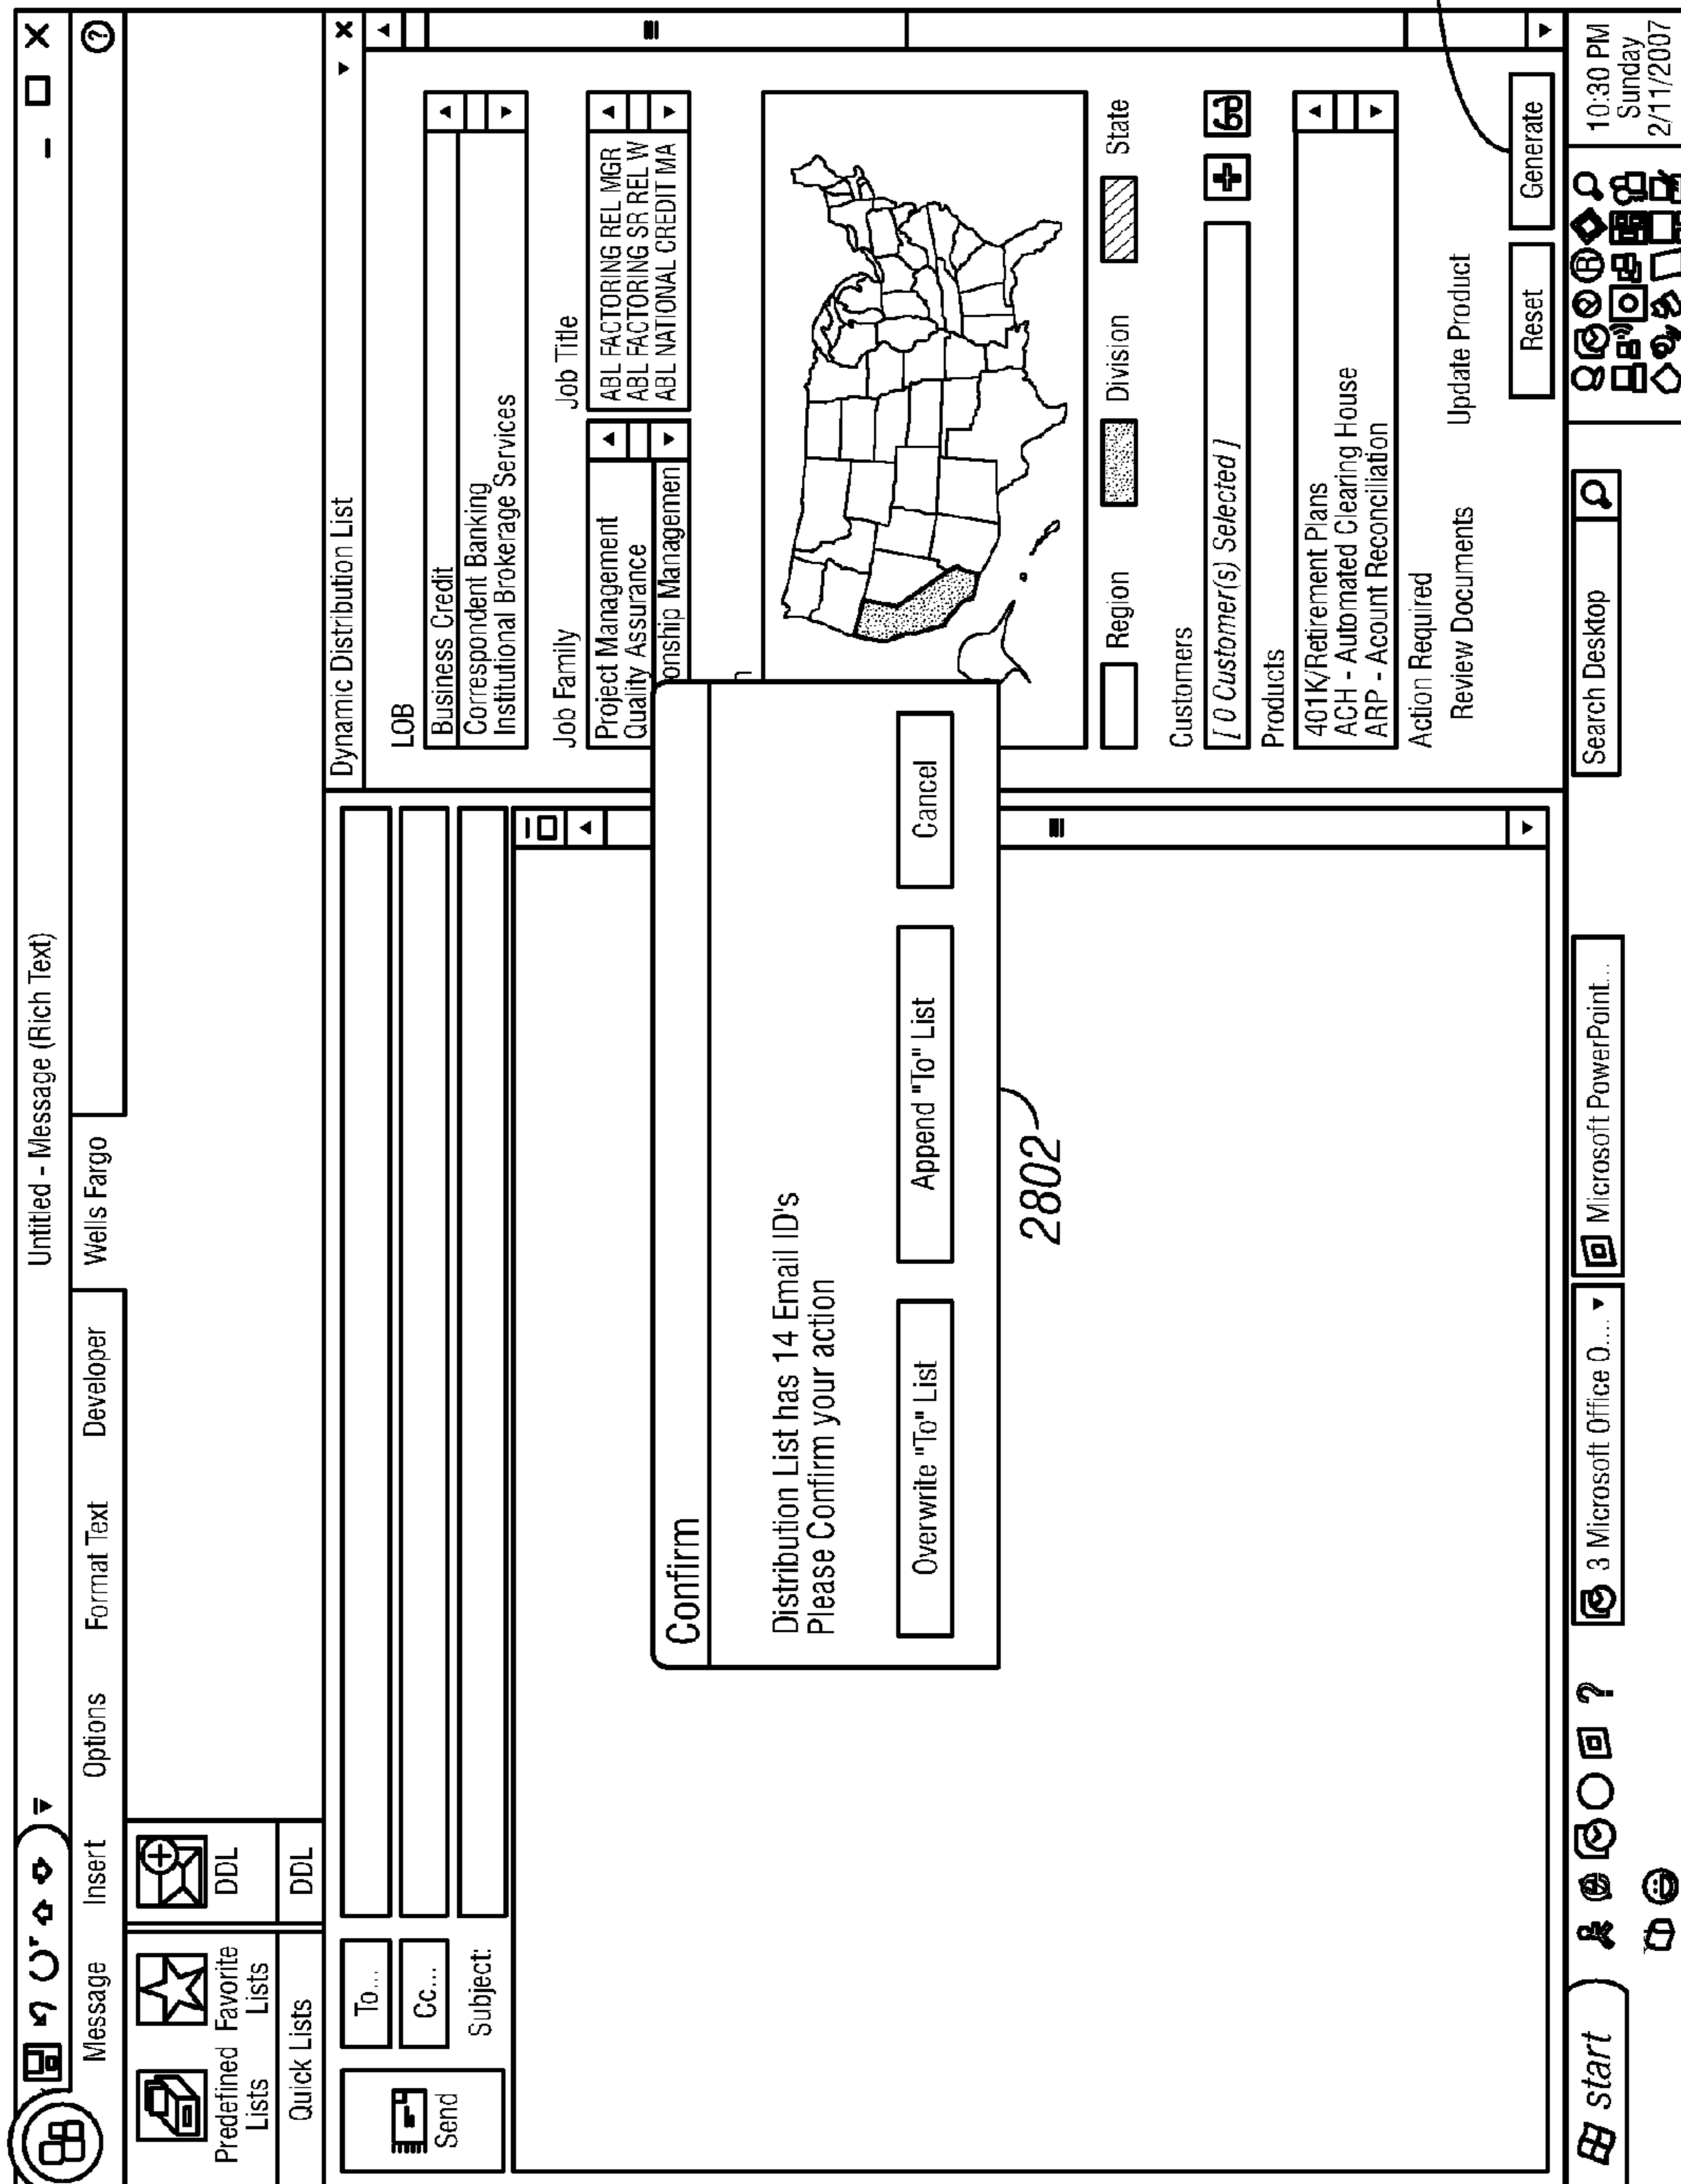 Untitled - Message (Rich Text)
Message Insert Options Format Text Developer Wells Fargo
Predefined Lists
Favorite Lists
DDL
Quick Lists
DDL
Send
To...
Cc...
Subject:
Dynamic Distribution List
LOB
Business Credit
Correspondent Banking
Institutional Brokerage Services
Job Family
Project Management
Quality Assurance
onship Managemen
Job Title
ABL FACTORING REL MGR
ABL FACTORING SR REL W
ABL NATIONAL CREDIT MA
Region Division State
Customers
[ 0 Customer(s) Selected ]
Products
401K/Retirement Plans
ACH - Automated Clearing House
ARP - Acount Reconciliation
Action Required
Review Documents Update Product
Reset Generate
Confirm
Distribution List has 14 Email ID's
Please Confirm your action
Overwrite "To" List Append "To" List Cancel
2802
start
3 Microsoft Office O....
Microsoft PowerPoint...
Search Desktop
10:30 PM
Sunday
2/11/2007